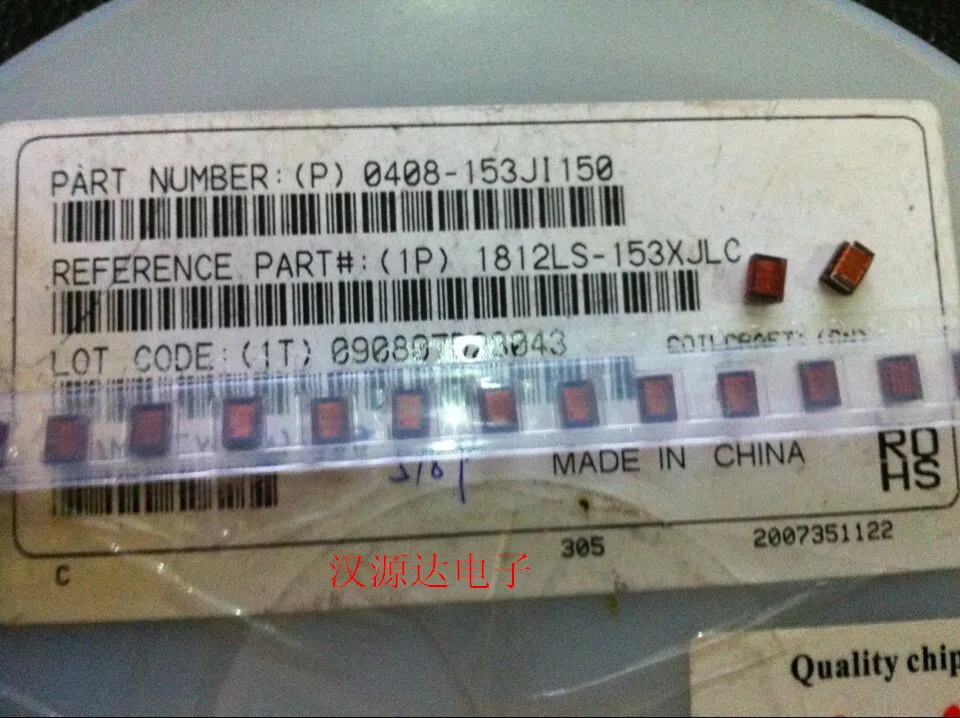 PART NUMBER:(P) 0408-153JI150
REFERENCE PART#:(1P) 1812LS-153XJLC
LOT CODE:(1T)
MADE IN CHINA
RO
HS
305
2007351122
C
汉源达电子
Quality chip